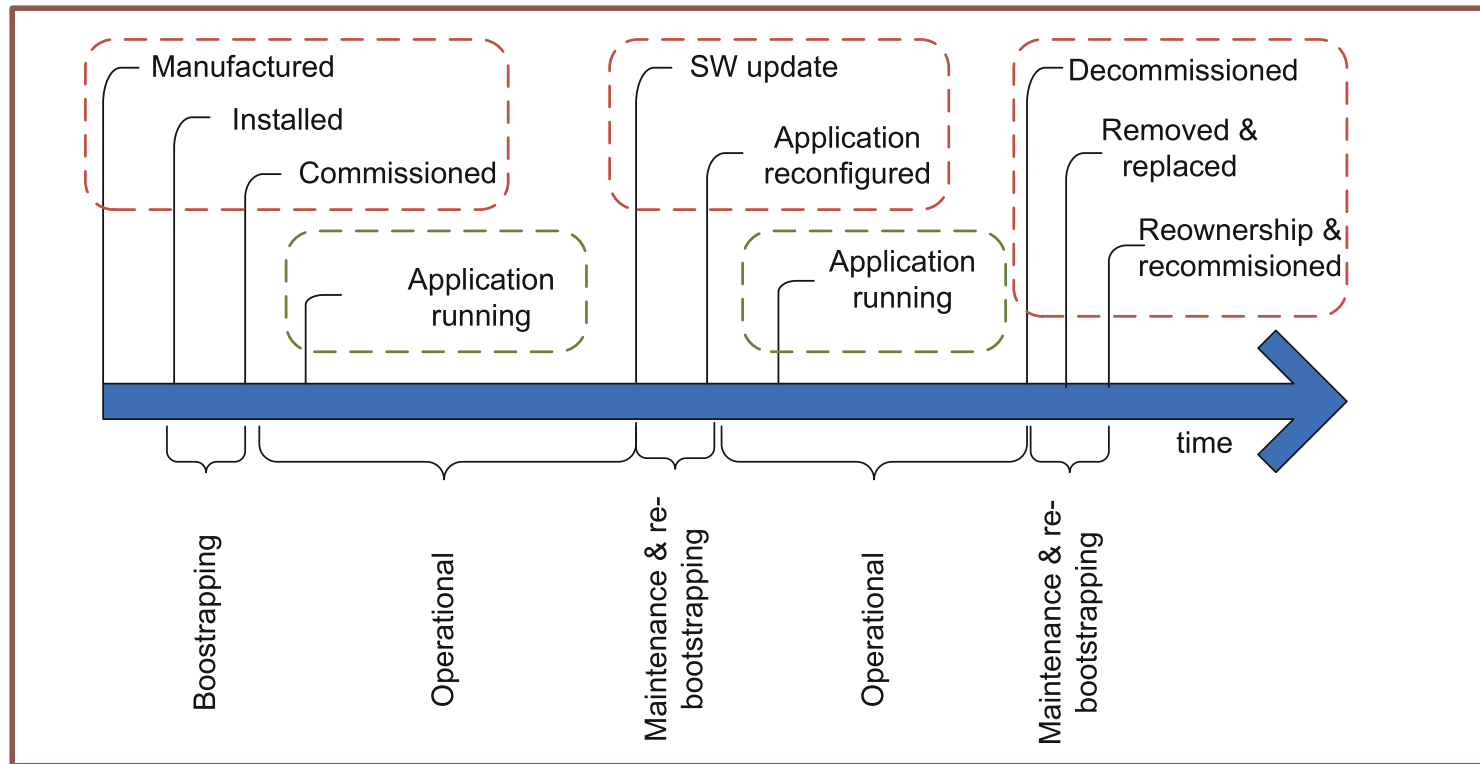 Manufactured
Installed
Commissioned
Application
running
SW update
Application
reconfigured
Application
running
Decommissioned
Removed &
replaced
Reownership &
recommisioned
time
Boostrapping
Operational
Maintenance & re-
bootstrapping
Operational
Maintenance & re-
bootstrapping